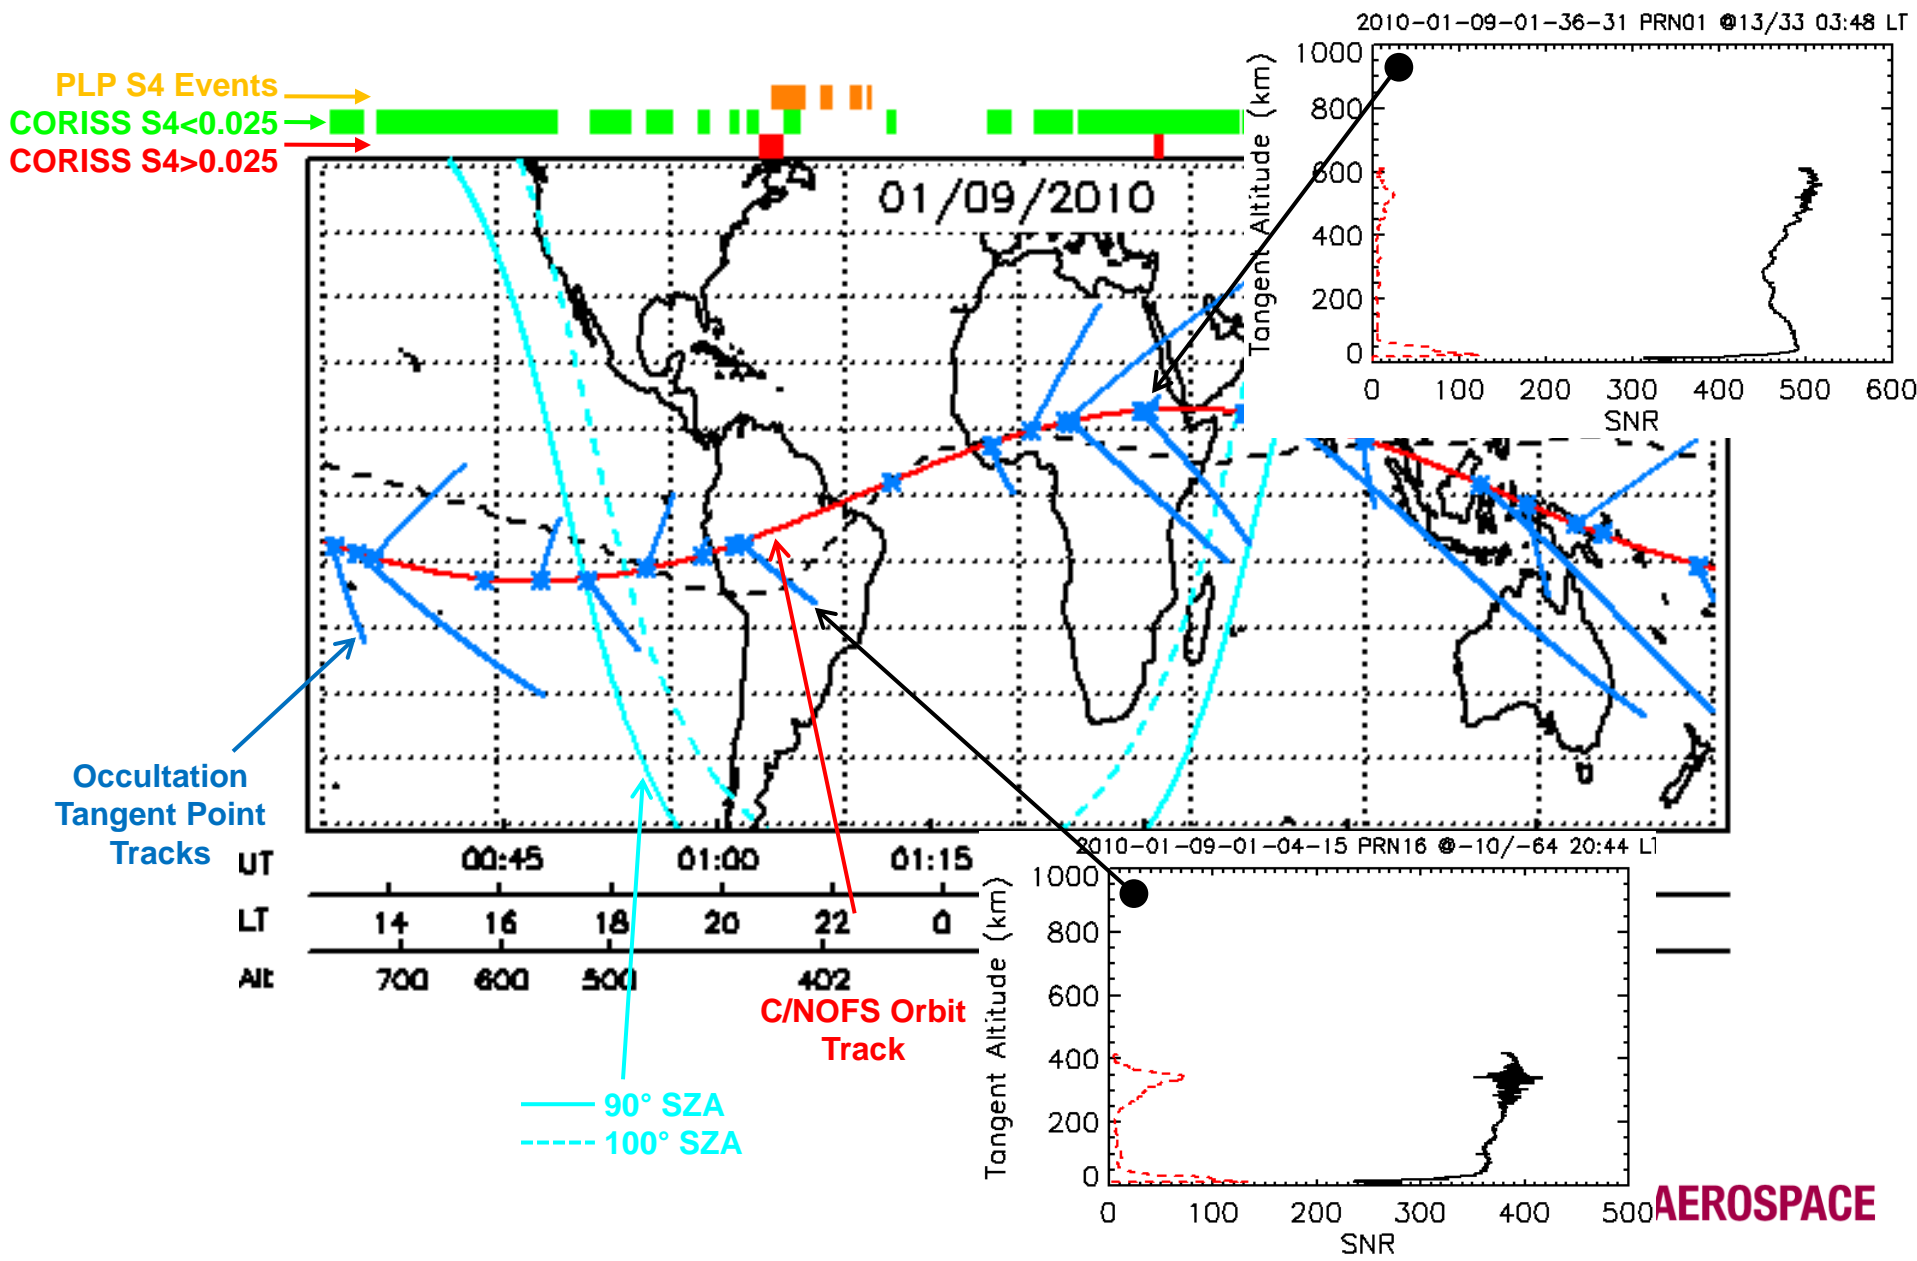 2010-01-09-01-36-31 PRN01 @13/33 03:48 LT
PLP S4 Events
CORISS S4<0.025
CORISS S4>0.025
01/09/2010
Tangent Altitude (km)
1000
800
600
400
200
0
0 100 200 300 400 500 600
SNR
Occultation
Tangent Point
Tracks
UT 00:45 01:00 01:15
LT 14 16 18 20 22 0
Alt 700 600 500 402
C/NOFS Orbit
Track
90° SZA
100° SZA
2010-01-09-01-04-15 PRN16 @-10/-64 20:44 LT
Tangent Altitude (km)
1000
800
600
400
200
0
0 100 200 300 400 500
SNR
AEROSPACE